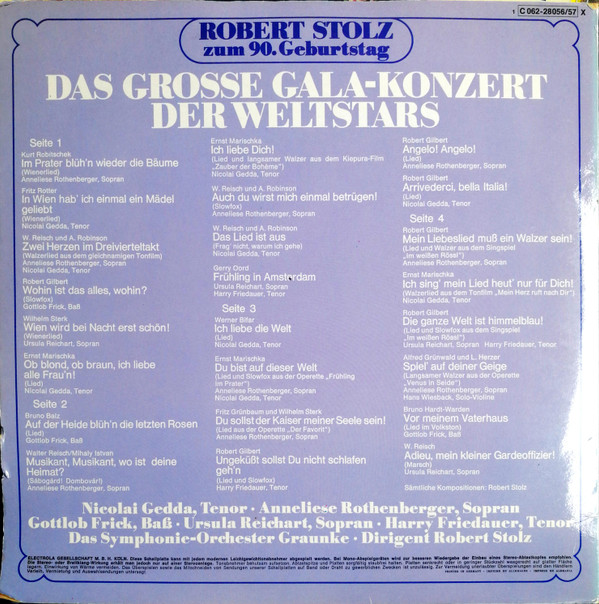 1 C 062-28056/57 X
ROBERT STOLZ
zum 90. Geburtstag
DAS GROSSE GALA-KONZERT
DER WELTSTARS
Seite 1
Kurt Robitschek
Im Prater blüh'n wieder die Bäume
(Wienerlied)
Anneliese Rothenberger, Sopran
Fritz Rotter
In Wien hab' ich einmal ein Mädel
geliebt
(Wienerlied)
Nicolai Gedda, Tenor
W. Reisch und A. Robinson
Zwei Herzen im Dreivierteltakt
(Walzerlied aus dem gleichnamigen Tonfilm)
Nicolai Gedda, Tenor
Robert Gilbert
Wohin ist das alles, wohin?
(Slowfox)
Gottlob Frick, Baß
Wilhelm Sterk
Wien wird bei Nacht erst schön!
(Wienerlied)
Ursula Reichart, Sopran
Ernst Marischka
Ob blond, ob braun, ich liebe
alle Frau'n!
(Lied)
Nicolai Gedda, Tenor
Seite 2
Bruno Balz
Auf der Heide blüh'n die letzten Rosen
(Lied)
Gottlob Frick, Baß
Walter Reisch/Mihaly Istvan
Musikant, Musikant, wo ist deine
Heimat?
(Sábogárd! Dombovár!)
Anneliese Rothenberger, Sopran
Ernst Marischka
Ich liebe Dich!
(Lied und langsamer Walzer aus dem Kiepura-Film
„Zauber der Bohème")
Nicolai Gedda, Tenor
W. Reisch und A. Robinson
Auch du wirst mich einmal betrügen!
(Slowfox)
Anneliese Rothenberger, Sopran
W. Reisch und A. Robinson
Das Lied ist aus
(Frag' nicht, warum ich gehe)
Nicolai Gedda, Tenor
Gerry Oord
Frühling in Amsterdam
Ursula Reichart, Sopran
Harry Friedauer, Tenor
Seite 3
Werner Bifar
Ich liebe die Welt
(Lied)
Nicolai Gedda, Tenor
Ernst Marischka
Du bist auf dieser Welt
(Lied und Slowfox aus der Operette „Frühling
im Prater")
Anneliese Rothenberger, Sopran
Fritz Grünbaum und Wilhelm Sterk
Du sollst der Kaiser meiner Seele sein!
(Lied aus der Operette „Der Favorit")
Anneliese Rothenberger, Sopran
Robert Gilbert
Ungeküßt sollst Du nicht schlafen
geh'n
(Lied und Slowfox)
Harry Friedauer, Tenor
Robert Gilbert
Angelo! Angelo!
(Lied)
Anneliese Rothenberger, Sopran
Robert Gilbert
Arrivederci, bella Italia!
(Lied)
Nicolai Gedda, Tenor
Seite 4
Robert Gilbert
Mein Liebeslied muß ein Walzer sein!
(Lied und Walzer aus dem Singspiel
„Im weißen Rössl")
Anneliese Rothenberger, Sopran
Nicolai Gedda, Tenor
Ernst Marischka
Ich sing' mein Lied heut' nur für Dich!
(Walzerlied aus dem Tonfilm „Mein Herz ruft nach Dir")
Nicolai Gedda, Tenor
Robert Gilbert
Die ganze Welt ist himmelblau!
(Lied und Slowfox aus dem Singspiel
„Im weißen Rössl")
Ursula Reichart, Sopran Harry Friedauer, Tenor
Alfred Grünwald und L. Herzer
Spiel' auf deiner Geige
(Langsamer Walzer aus der Operette
„Venus in Seide")
Anneliese Rothenberger, Sopran
Hans Wiesbeck, Solo-Violine
Bruno Hardt-Warden
Vor meinem Vaterhaus
(Lied im Volkston)
Gottlob Frick, Baß
W. Reisch
Adieu, mein kleiner Gardeoffizier!
(Marsch)
Ursula Reichart, Sopran
Sämtliche Kompositionen: Robert Stolz
Nicolai Gedda, Tenor · Anneliese Rothenberger, Sopran
Gottlob Frick, Baß · Ursula Reichart, Sopran · Harry Friedauer, Tenor
Das Symphonie-Orchester Graunke · Dirigent Robert Stolz